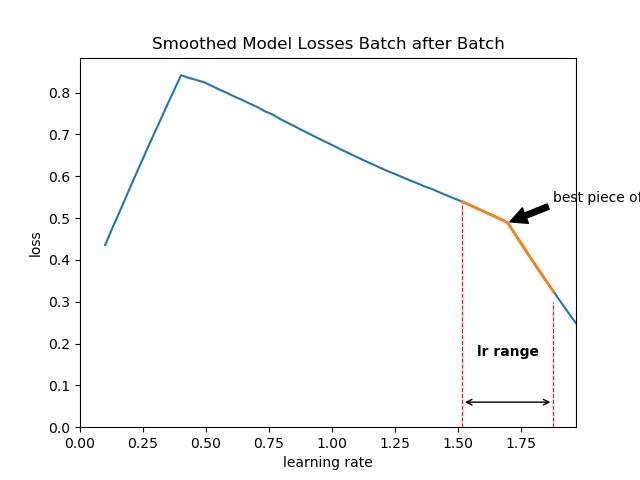 Smoothed Model Losses Batch after Batch
0.8
0.7
0.6
0.5
0.4
0.3
0.2
0.1
0.0
loss
best piece of
lr range
0.00 0.25 0.50 0.75 1.00 1.25 1.50 1.75
learning rate